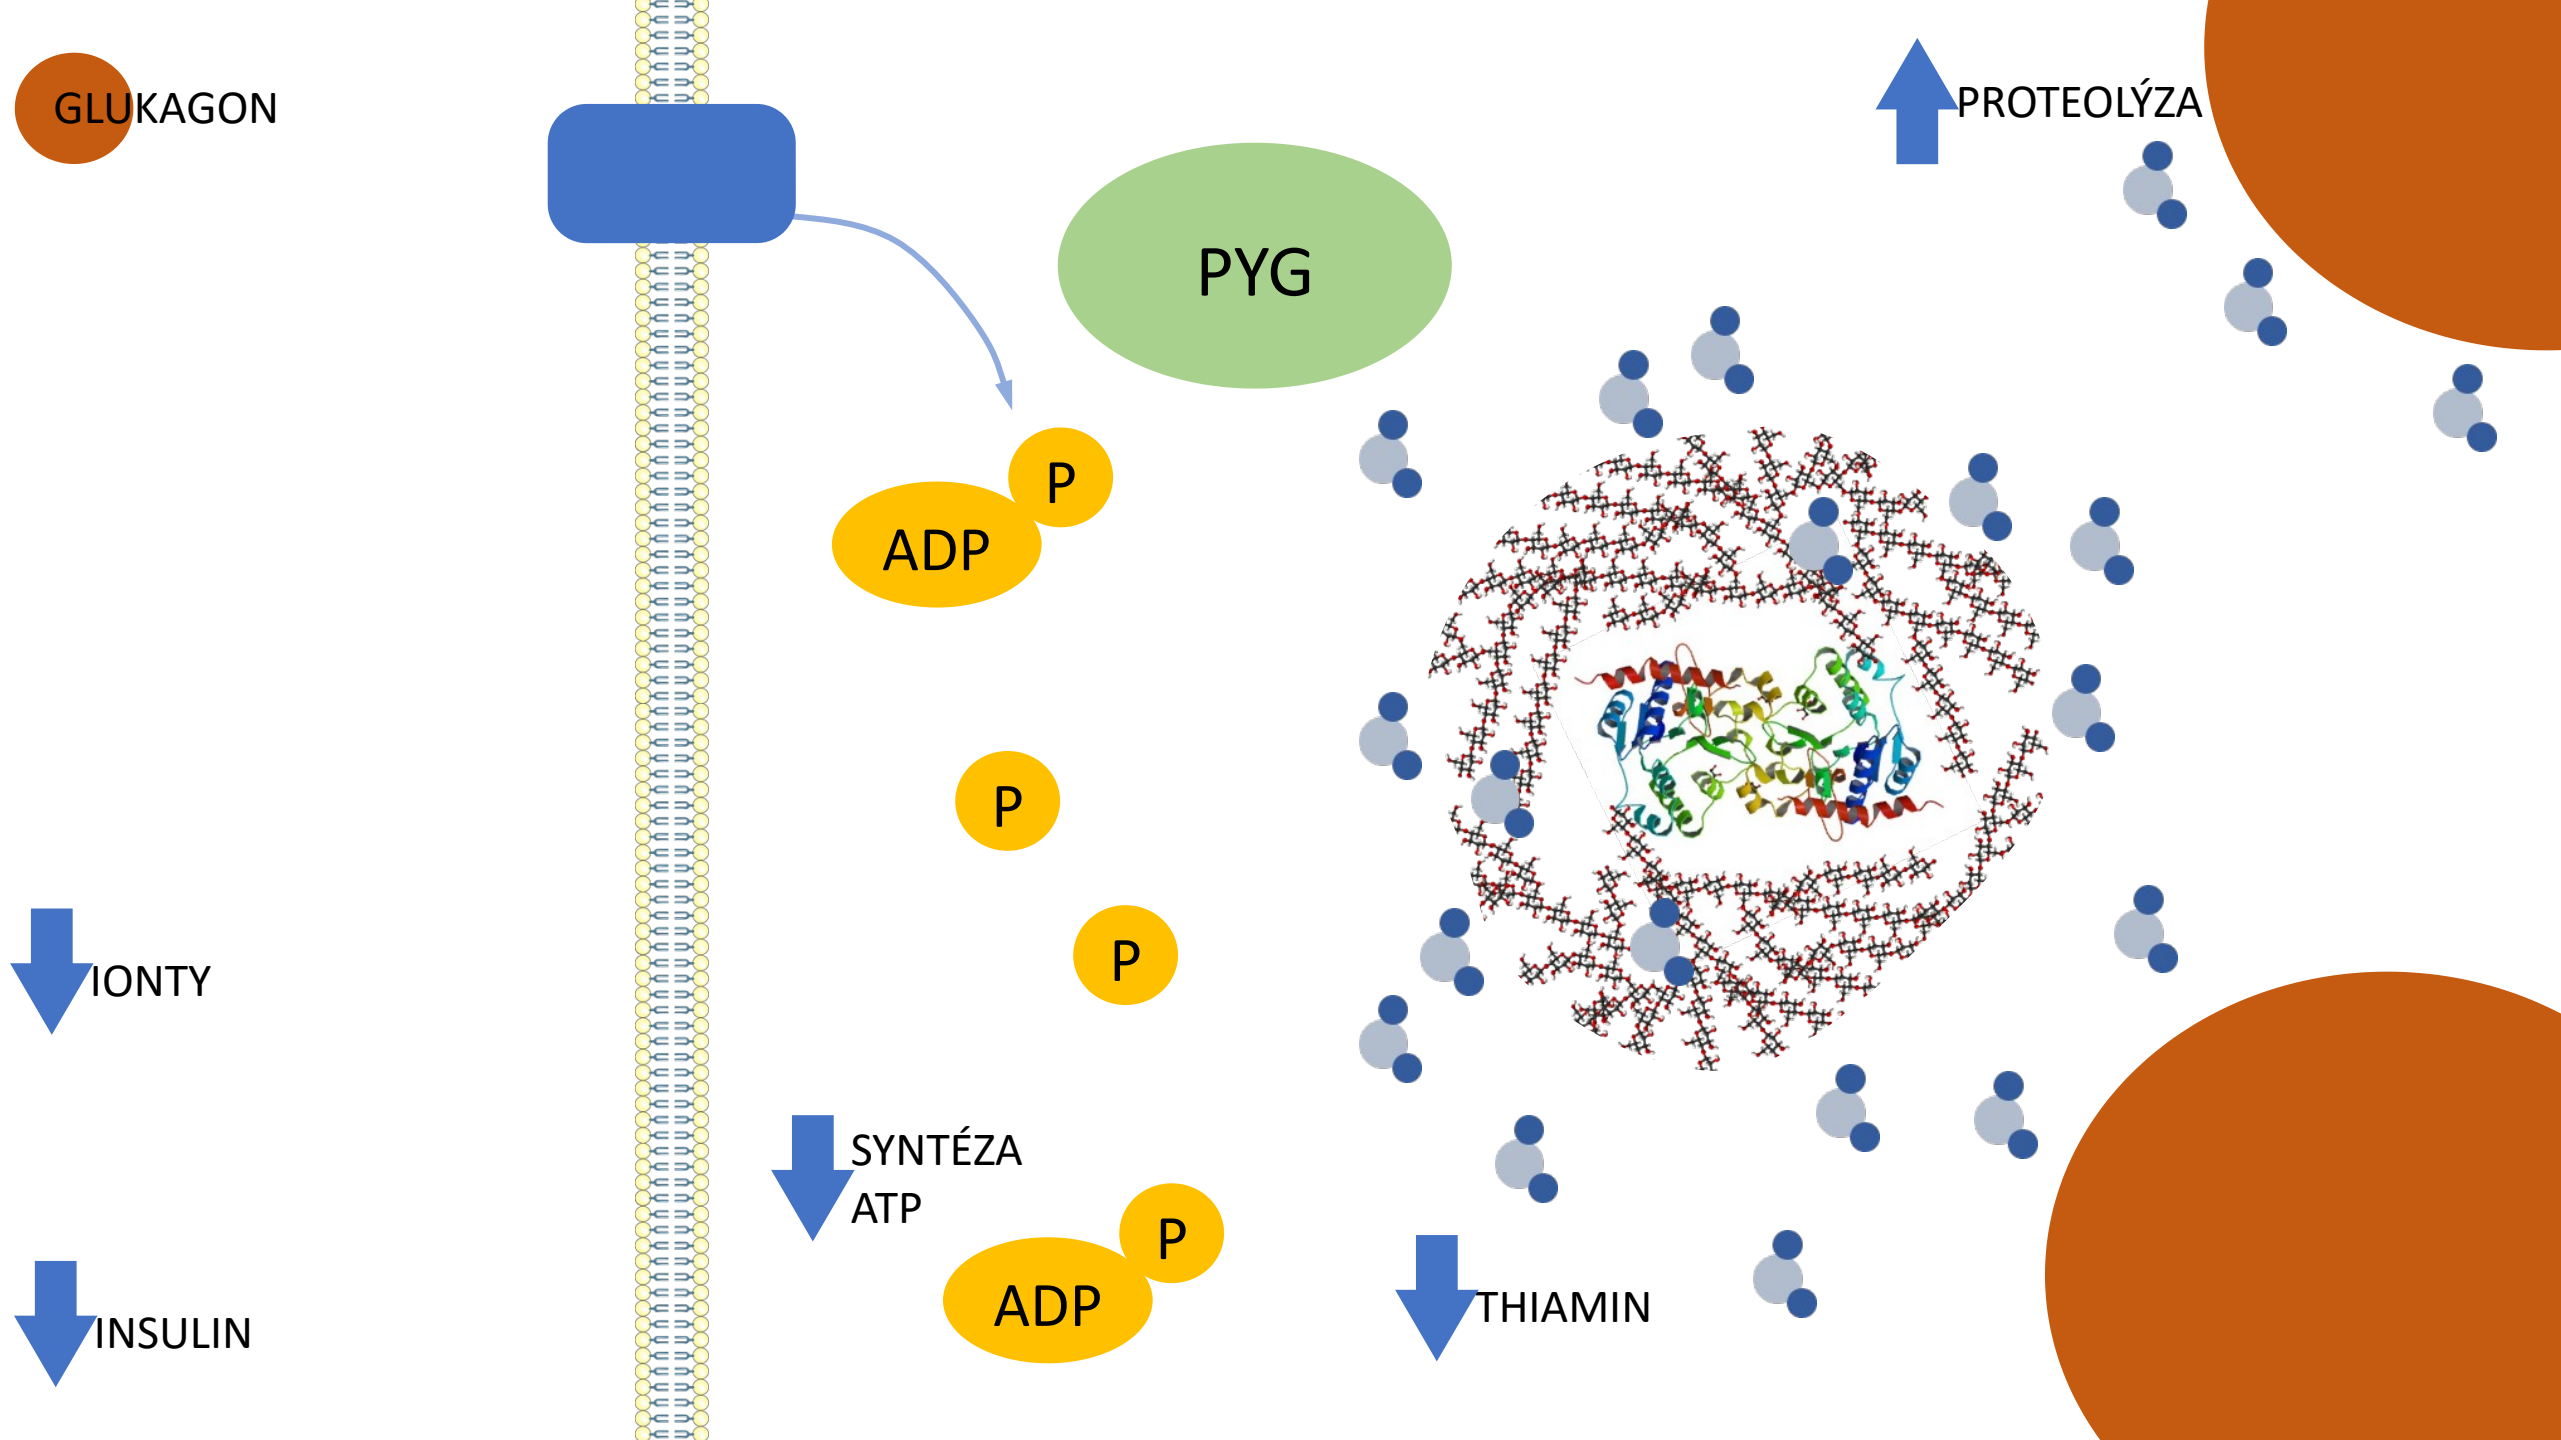 GLUKAGON
PROTEOLÝZA
PYG
P
ADP
P
P
IONTY
SYNTÉZA
ATP
P
ADP
THIAMIN
INSULIN